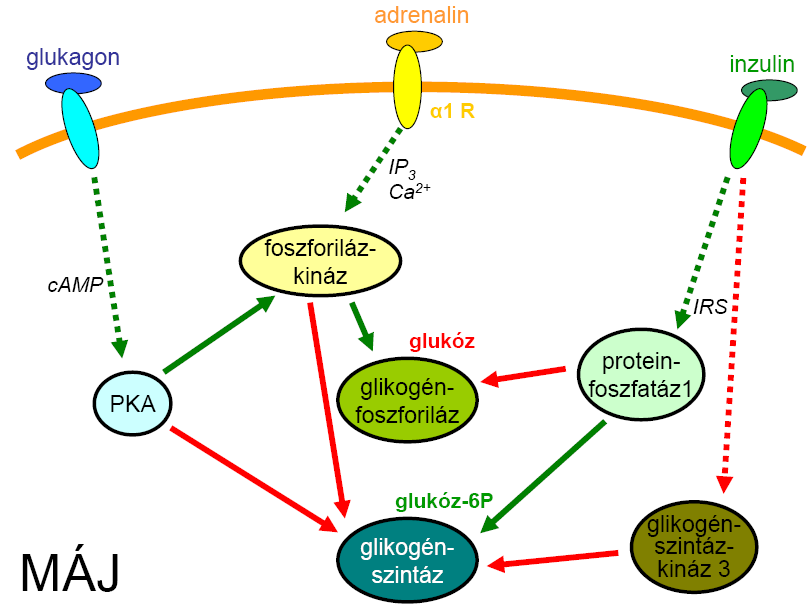 adrenalin
glukagon
inzulin
α1 R
IP3
Ca2+
foszforiláz-
kináz
cAMP
IRS
glukóz
protein-
foszfatáz1
PKA
glikogén-
foszforiláz
glukóz-6P
glikogén-
szintáz
glikogén-
szintáz-
kináz 3
MÁJ